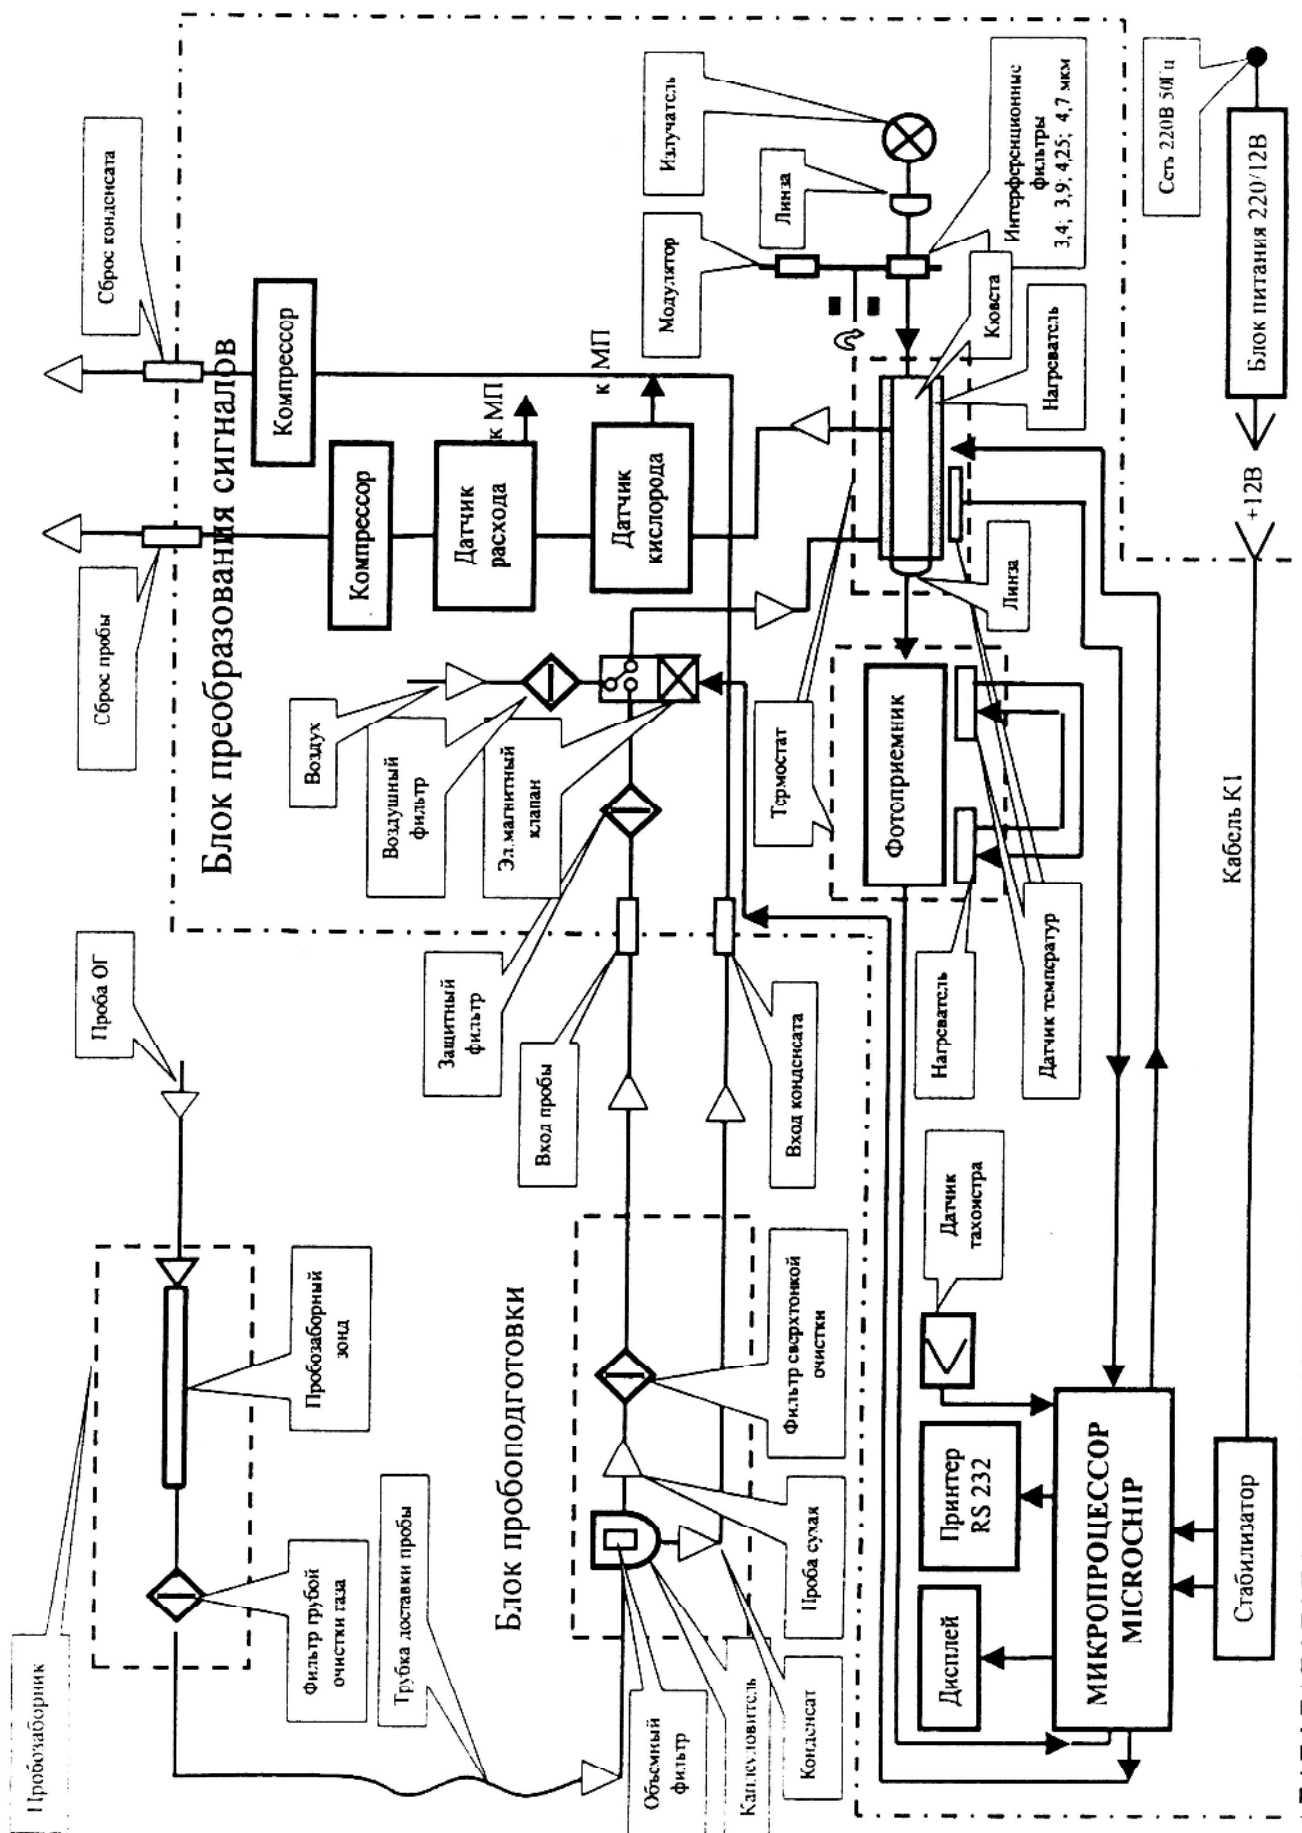 Пробозаборник
Проба ОГ
Пробозаборный
зонд
Фильтр грубой
очистки газа
Трубка доставки пробы
Блок пробоподготовки
Объемный
фильтр
Каплеуловитель
Конденсат
Проба сухая
Фильтр сверхтонкой
очистки
Вход пробы
Вход конденсата
Защитный
фильтр
Блок преобразования сигналов
Сброс пробы
Сброс конденсата
Воздух
Воздушный
фильтр
Эл.магнитный
клапан
Компрессор
Компрессор
Датчик
расхода
к МП
Датчик
кислорода
к МП
Излучатель
Линза
Модулятор
Интерференционные
фильтры
3,4; 3,9; 4,25; 4,7 мкм
Кювета
Нагреватель
Линза
Термостат
Фотоприемник
Нагреватель
Датчик температур
Датчик
тахометра
Принтер
RS 232
Дисплей
МИКРОПРОЦЕССОР
MICROCHIP
Стабилизатор
Кабель К1
+12В
Блок питания 220/12В
Сеть 220В 50Гц